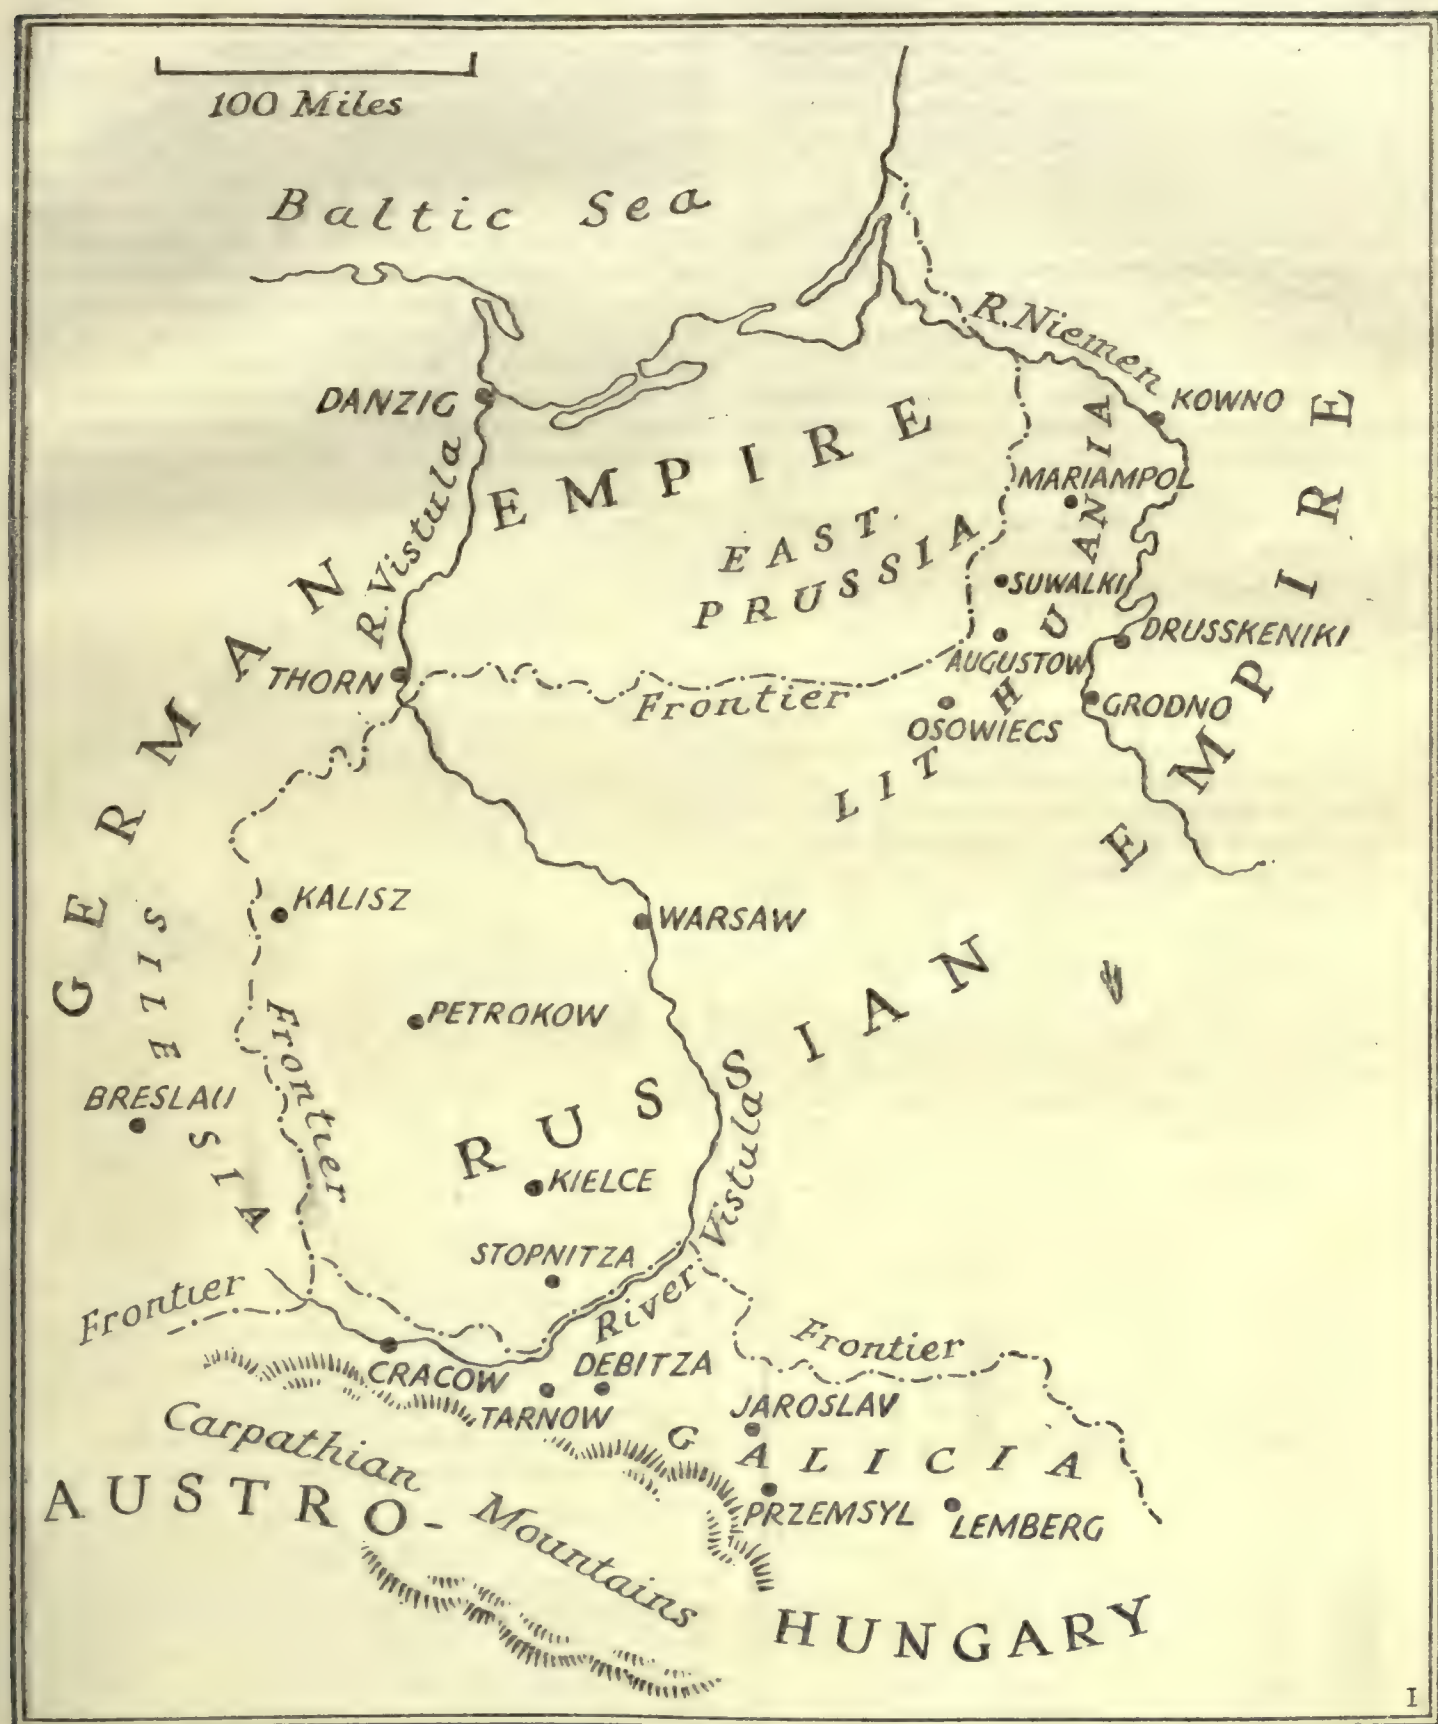 100 Miles
Baltic Sea
R. Niemen
DANZIG
KOWNO
GERMAN EMPIRE
R. Vistula
MARIAMPOL
EAST
PRUSSIA
SUWALKI
DRUSSKENIKI
THORN
AUGUSTOW
Frontier
GRODNO
OSOWIECS
LITHUANIA
KALISZ
WARSAW
SILESIA
PETROKOW
Frontier
RUSSIAN EMPIRE
BRESLAU
KIELCE
River Vistula
STOPNITZA
Frontier
Frontier
CRACOW
DEBITZA
TARNOW
JAROSLAV
GALICIA
Carpathian Mountains
PRZEMSYL
LEMBERG
AUSTRO-
HUNGARY
I